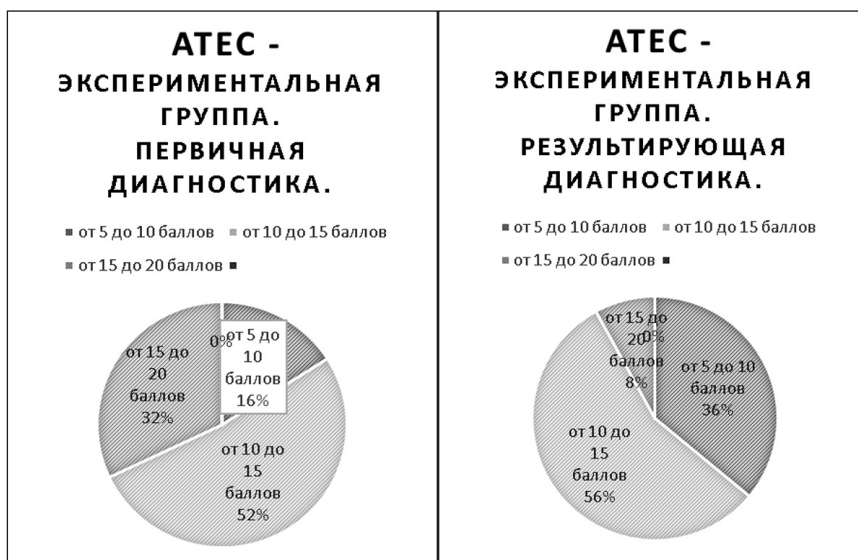 АТЕС -
ЭКСПЕРИМЕНТАЛЬНАЯ
ГРУППА.
ПЕРВИЧНАЯ
ДИАГНОСТИКА.
от 5 до 10 баллов от 10 до 15 баллов
от 15 до 20 баллов
0%
от 5 до
10
баллов
16%
от 15 до
20
баллов
32%
от 10 до
15
баллов
52%
АТЕС -
ЭКСПЕРИМЕНТАЛЬНАЯ
ГРУППА.
РЕЗУЛЬТИРУЮЩАЯ
ДИАГНОСТИКА.
от 5 до 10 баллов от 10 до 15 баллов
от 15 до 20 баллов
от 15 до
20
баллов
8%
0%
от 5 до 10
баллов
36%
от 10 до
15
баллов
56%